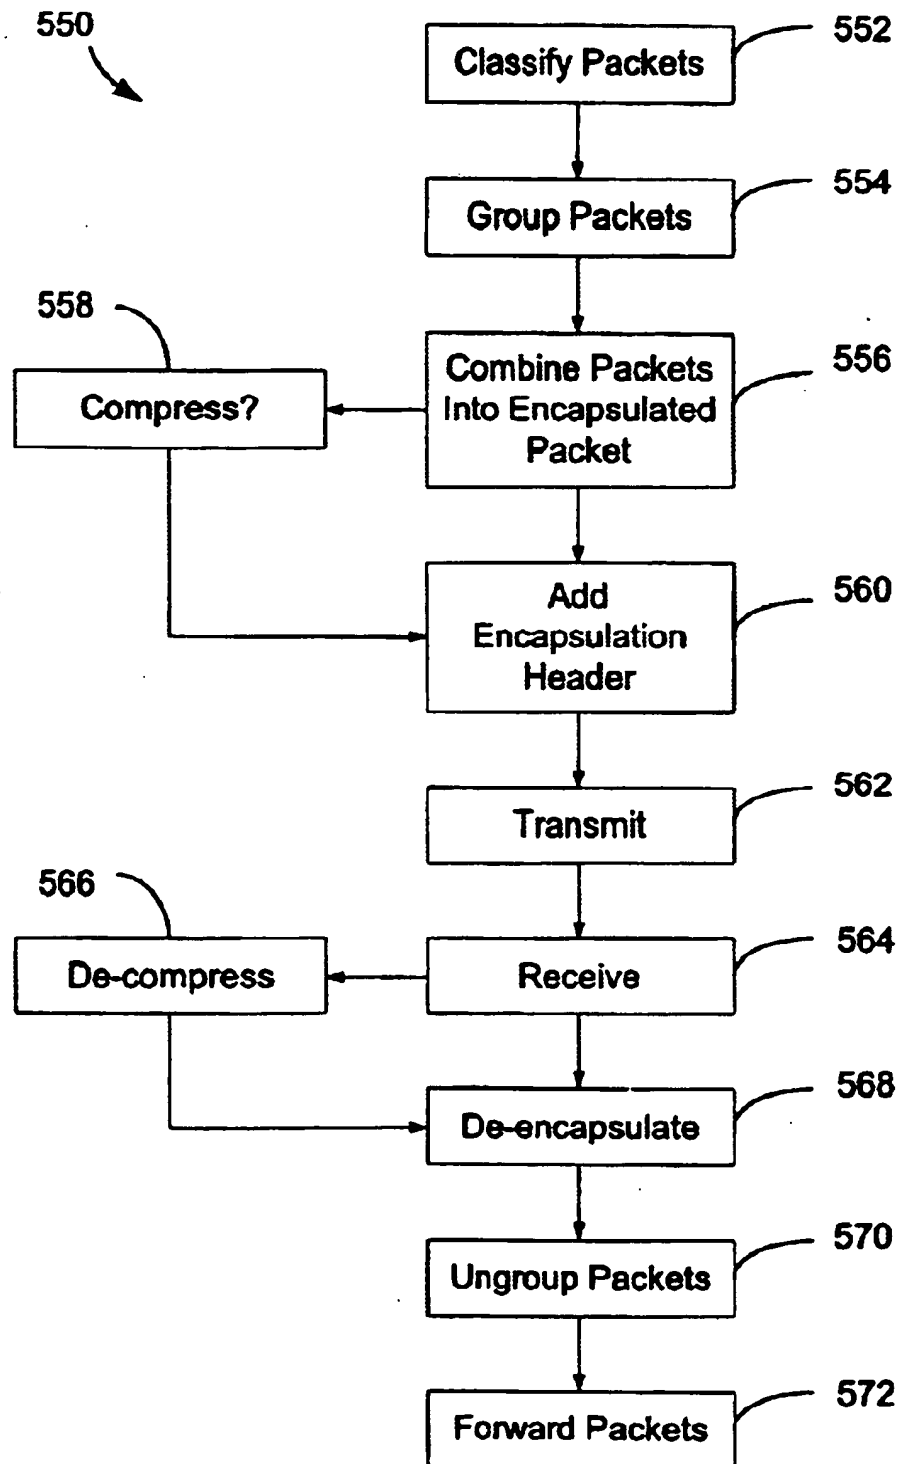 550
552
Classify Packets
554
Group Packets
558
556
Combine Packets
Into Encapsulated
Packet
Compress?
560
Add
Encapsulation
Header
562
Transmit
566
564
De-compress
Receive
568
De-encapsulate
570
Ungroup Packets
572
Forward Packets